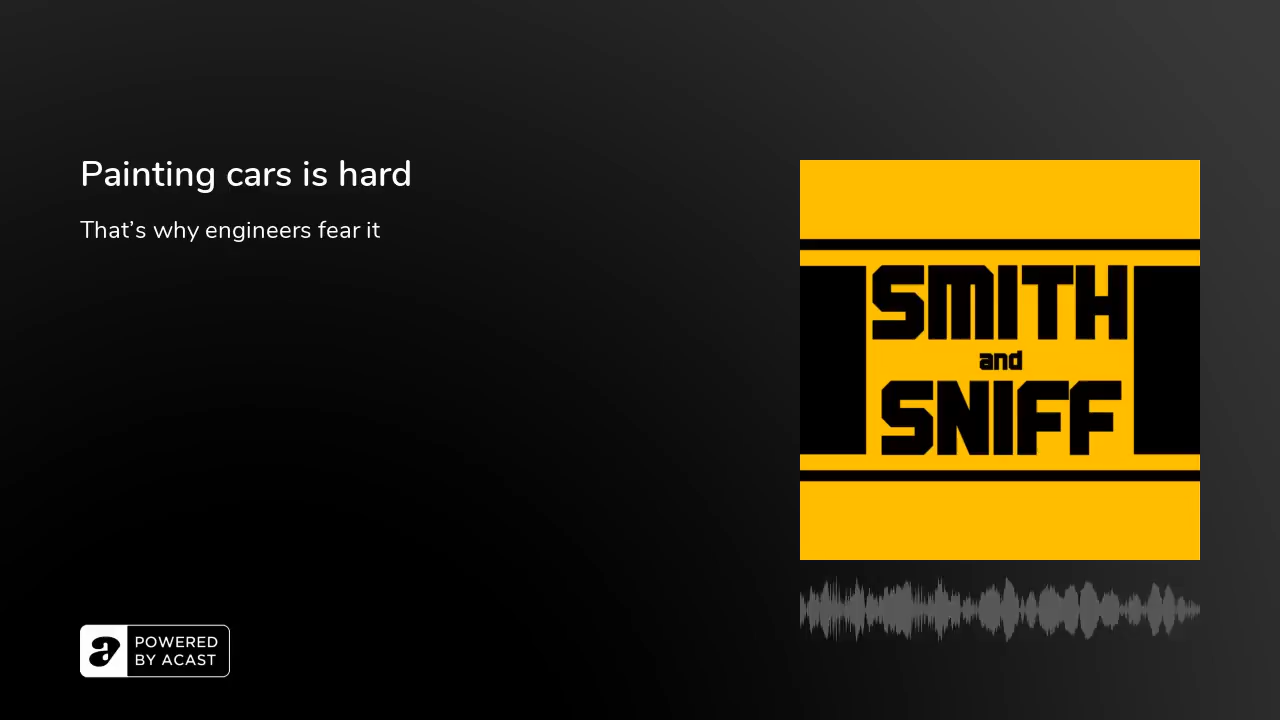 Painting cars is hard
That’s why engineers fear it
SMITH
and
SNIFF
a POWERED
BY ACAST